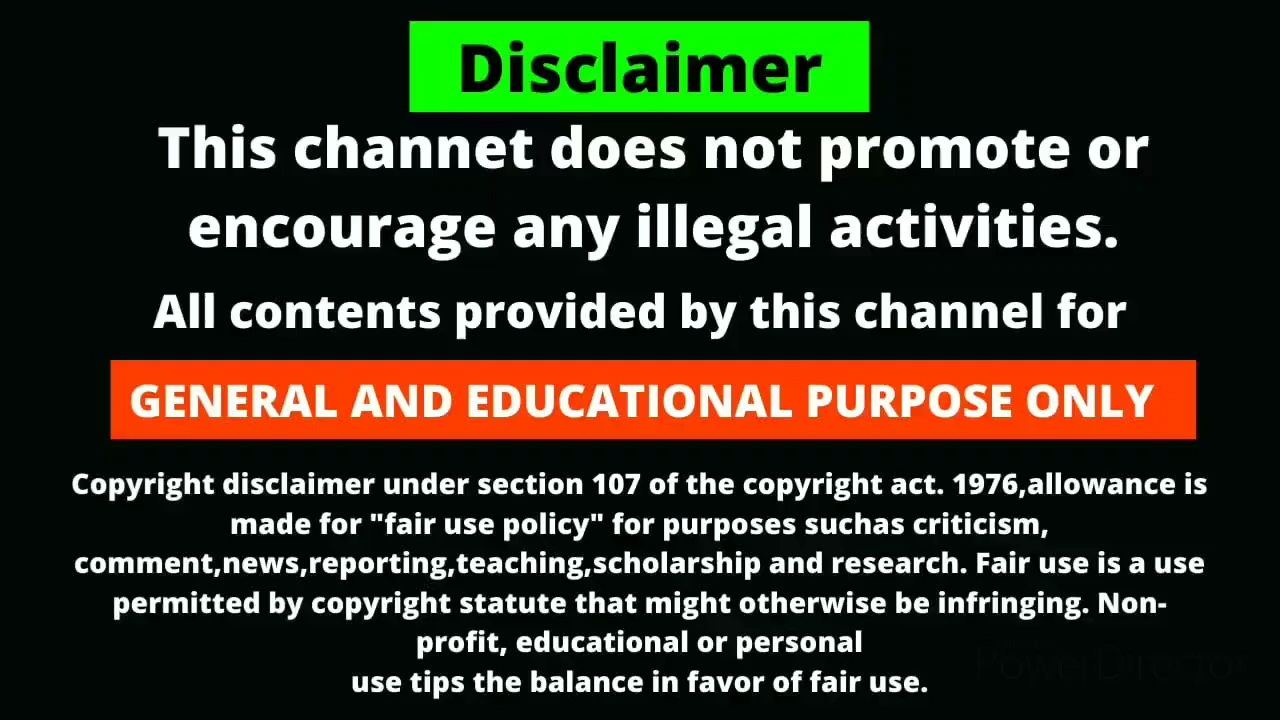 Disclaimer
This channet does not promote or
encourage any illegal activities.
All contents provided by this channel for
GENERAL AND EDUCATIONAL PURPOSE ONLY
Copyright disclaimer under section 107 of the copyright act. 1976,allowance is
made for "fair use policy" for purposes suchas criticism,
comment,news,reporting,teaching,scholarship and research. Fair use is a use
permitted by copyright statute that might otherwise be infringing. Non-
profit, educational or personal
use tips the balance in favor of fair use.
PowerDirector